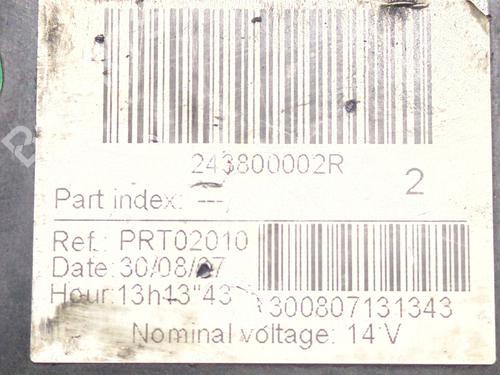 243800002R
2
Part index: ---
Ref.: PRT02010
Date: 30/08/07
Hour: 13h13"43
300807131343
Nominal voltage: 14 V